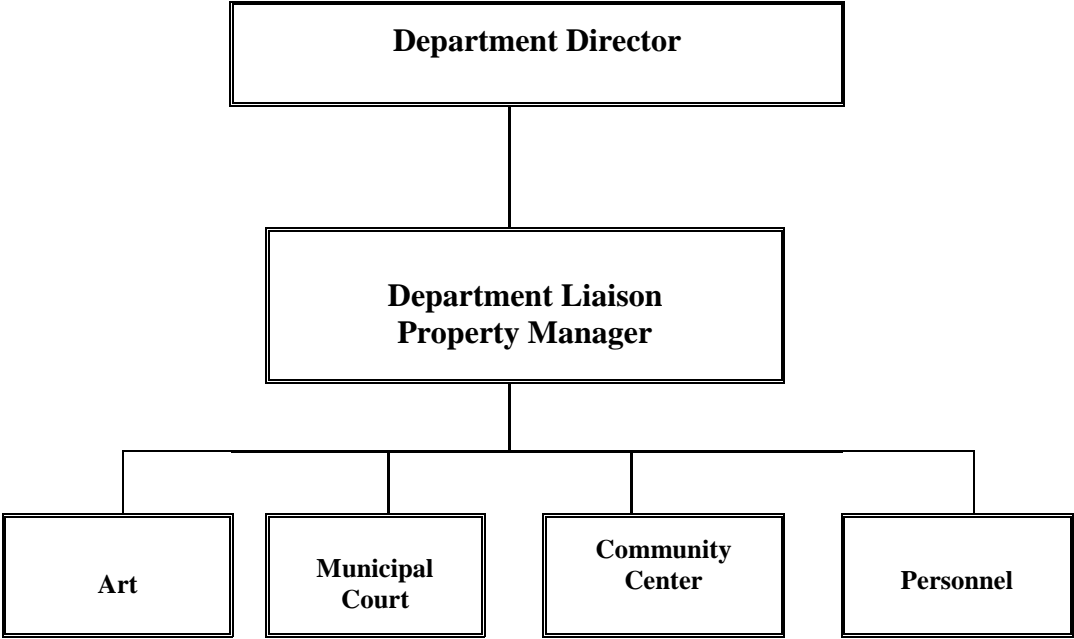 Department Director
Department Liaison
Property Manager
Art
Municipal
Court
Community
Center
Personnel